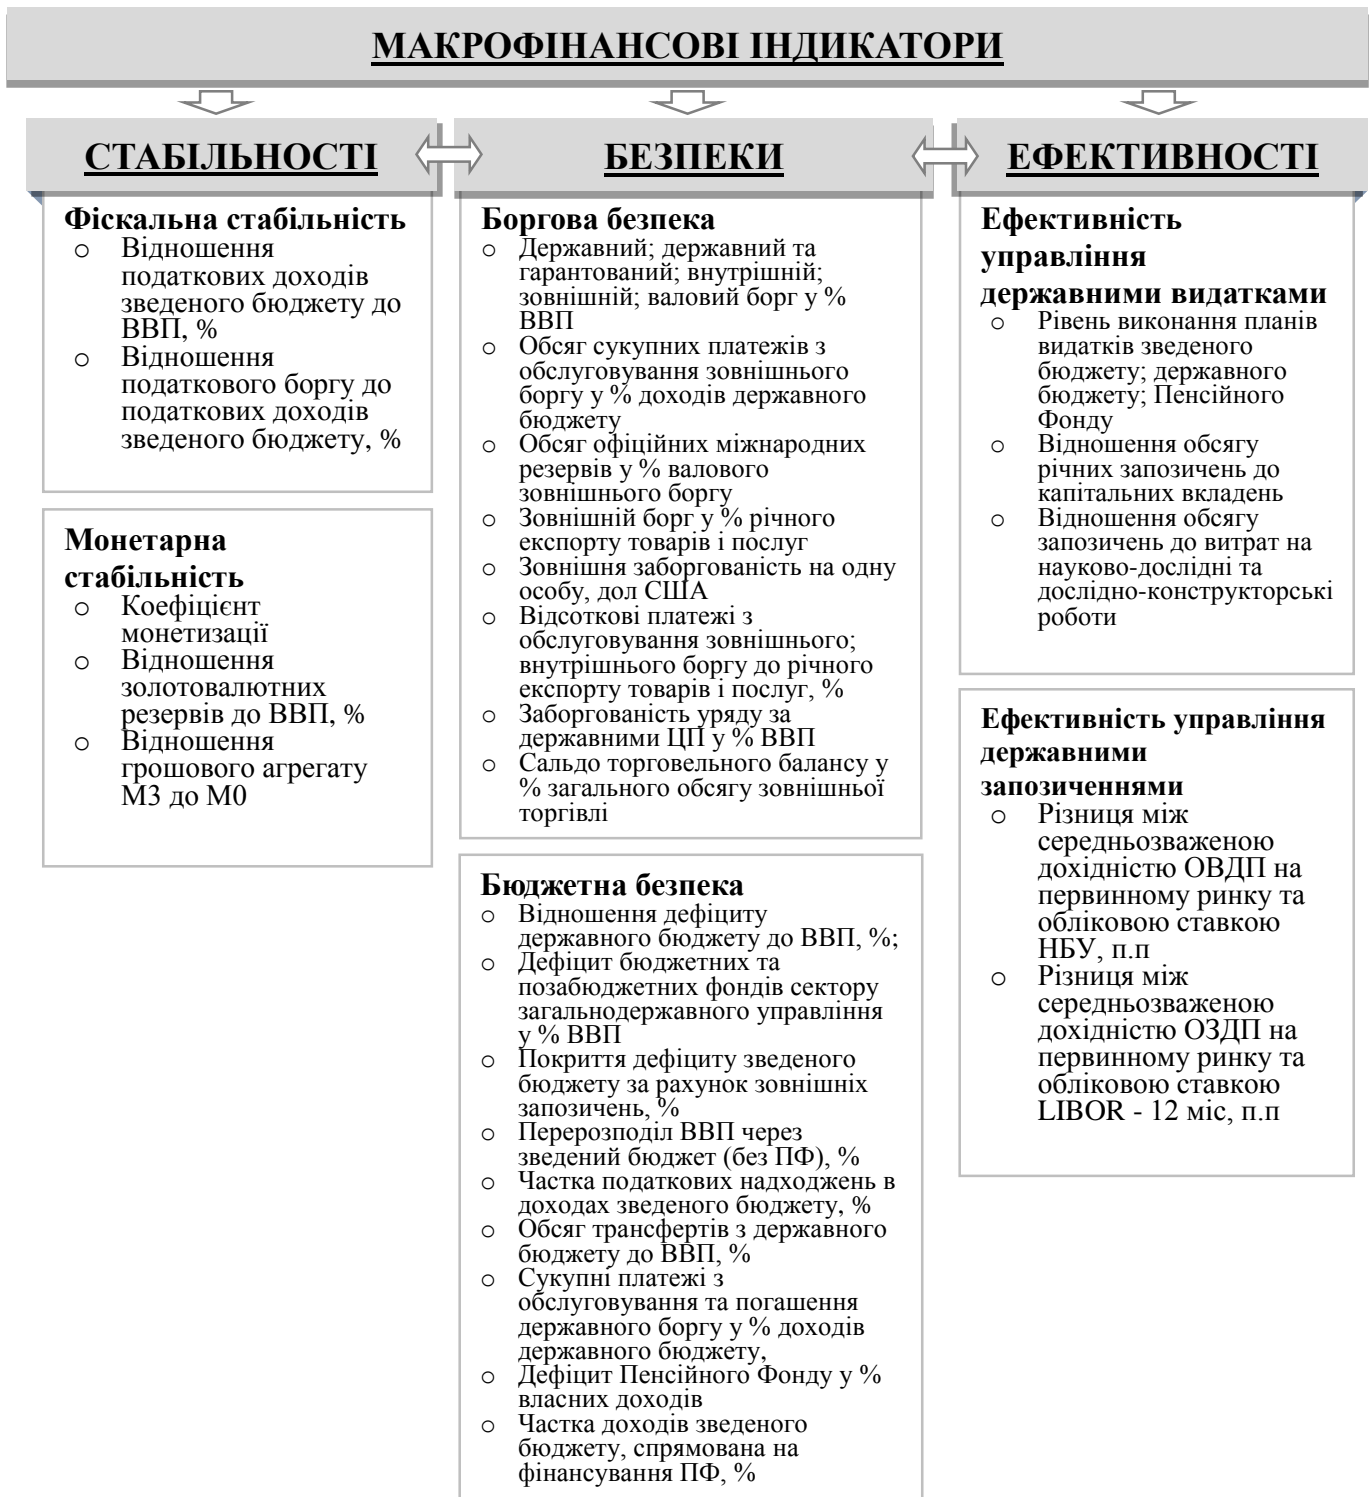 МАКРОФІНАНСОВІ ІНДИКАТОРИ
СТАБІЛЬНОСТІ
Фіскальна стабільність
o Відношення
податкових доходів
зведеного бюджету до
ВВП, %
o Відношення
податкового боргу до
податкових доходів
зведеного бюджету, %
Монетарна
стабільність
o Коефіцієнт
монетизації
o Відношення
золотовалютних
резервів до ВВП, %
o Відношення
грошового агрегату
М3 до М0
БЕЗПЕКИ
Боргова безпека
o Державний; державний та
гарантований; внутрішній;
зовнішній; валовий борг у %
ВВП
o Обсяг сукупних платежів з
обслуговування зовнішнього
боргу у % доходів державного
бюджету
o Обсяг офіційних міжнародних
резервів у % валового
зовнішнього боргу
o Зовнішній борг у % річного
експорту товарів і послуг
o Зовнішня заборгованість на одну
особу, дол США
o Відсоткові платежі з
обслуговування зовнішнього;
внутрішнього боргу до річного
експорту товарів і послуг, %
o Заборгованість уряду за
державними ЦП у % ВВП
o Сальдо торговельного балансу у
% загального обсягу зовнішньої
торгівлі
Бюджетна безпека
o Відношення дефіциту
державного бюджету до ВВП, %;
o Дефіцит бюджетних та
позабюджетних фондів сектору
загальнодержавного управління
у % ВВП
o Покриття дефіциту зведеного
бюджету за рахунок зовнішніх
запозичень, %
o Перерозподіл ВВП через
зведений бюджет (без ПФ), %
o Частка податкових надходжень в
доходах зведеного бюджету, %
o Обсяг трансфертів з державного
бюджету до ВВП, %
o Сукупні платежі з
обслуговування та погашення
державного боргу у % доходів
державного бюджету,
o Дефіцит Пенсійного Фонду у %
власних доходів
o Частка доходів зведеного
бюджету, спрямована на
фінансування ПФ, %
ЕФЕКТИВНОСТІ
Ефективність
управління
державними видатками
o Рівень виконання планів
видатків зведеного
бюджету; державного
бюджету; Пенсійного
Фонду
o Відношення обсягу
річних запозичень до
капітальних вкладень
o Відношення обсягу
запозичень до витрат на
науково-дослідні та
дослідно-конструкторські
роботи
Ефективність управління
державними
запозиченнями
o Різниця між
середньозваженою
дохідністю ОВДП на
первинному ринку та
обліковою ставкою
НБУ, п.п
o Різниця між
середньозваженою
дохідністю ОЗДП на
первинному ринку та
обліковою ставкою
LIBOR - 12 міс, п.п